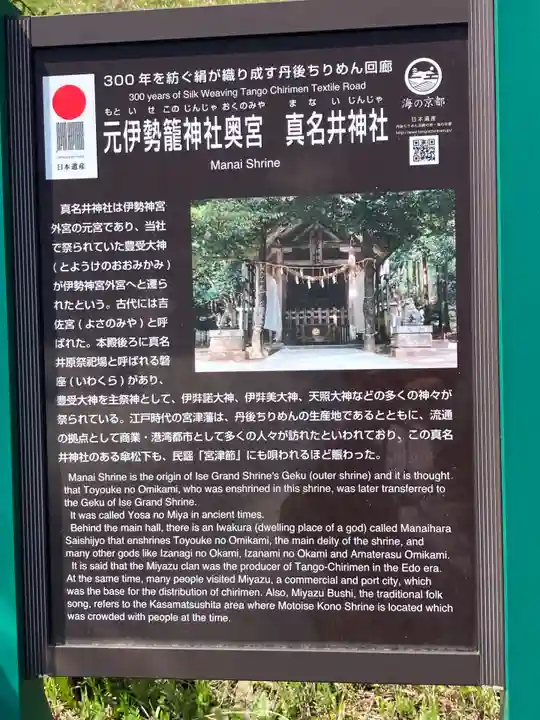 300年を紡ぐ絹が織り成す丹後ちりめん回廊
300 years of Silk Weaving Tango Chirimen Textile Road
もと い せ この じんじゃ おくのみや ま な い じんじゃ
元伊勢籠神社奥宮 真名井神社
Manai Shrine
日本遺産
海の京都
日本遺産
真名井神社は伊勢神宮
外宮の元宮であり、当社
で祭られていた豊受大神
(とようけのおおみかみ)
が伊勢神宮外宮へと遷ら
れたという。古代には吉
佐宮(よさのみや)と呼
ばれた。本殿後ろに真名
井原祭祀場と呼ばれる磐
座(いわくら)があり、
豊受大神を主祭神として、伊弉諾大神、伊弉美大神、天照大神などの多くの神々が
祭られている。江戸時代の宮津藩は、丹後ちりめんの生産地であるとともに、流通
の拠点として商業・港湾都市として多くの人々が訪れたといわれており、この真名
井神社のある傘松下も、民謡「宮津節」にも唄われるほど賑わった。
Manai Shrine is the origin of Ise Grand Shrine's Geku (outer shrine) and it is thought
that Toyouke no Omikami, who was enshrined in this shrine, was later transferred to
the Geku of Ise Grand Shrine.
It was called Yosa no Miya in ancient times.
Behind the main hall, there is an Iwakura (dwelling place of a god) called Manaihara
Saishijyo that enshrines Toyouke no Omikami, the main deity of the shrine, and
many other gods like Izanagi no Okami, Izanami no Okami and Amaterasu Omikami.
It is said that the Miyazu clan was the producer of Tango-Chirimen in the Edo era.
At the same time, many people visited Miyazu, a commercial and port city, which
was the base for the distribution of chirimen. Also, Miyazu Bushi, the traditional folk
song, refers to the Kasamatsushita area where Motoise Kono Shrine is located which
was crowded with people at the time.